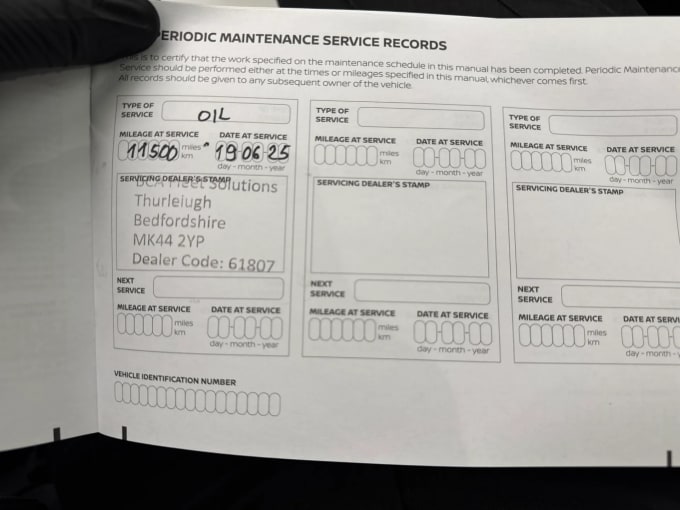 PERIODIC MAINTENANCE SERVICE RECORDS
This is to certify that the work specified on the maintenance schedule in this manual has been completed. Periodic Maintenance
Service should be performed either at the times or mileages specified in this manual, whichever comes first.
All records should be given to any subsequent owner of the vehicle.
TYPE OF SERVICE OIL
MILEAGE AT SERVICE DATE AT SERVICE
11500 miles km 19 06 25
day - month - year
SERVICING DEALER'S STAMP
Fleet Solutions
Thurleiugh
Bedfordshire
MK44 2YP
Dealer Code: 61807
NEXT SERVICE
MILEAGE AT SERVICE DATE AT SERVICE
miles km
day - month - year
VEHICLE IDENTIFICATION NUMBER
TYPE OF SERVICE
MILEAGE AT SERVICE DATE AT SERVICE
miles km
day - month - year
SERVICING DEALER'S STAMP
NEXT SERVICE
MILEAGE AT SERVICE DATE AT SERVICE
miles km
day - month - year
TYPE OF SERVICE
MILEAGE AT SERVICE DATE AT SERVICE
miles km
day - month - year
SERVICING DEALER'S STAMP
NEXT SERVICE
MILEAGE AT SERVICE DATE AT SERV
miles km
day - month -